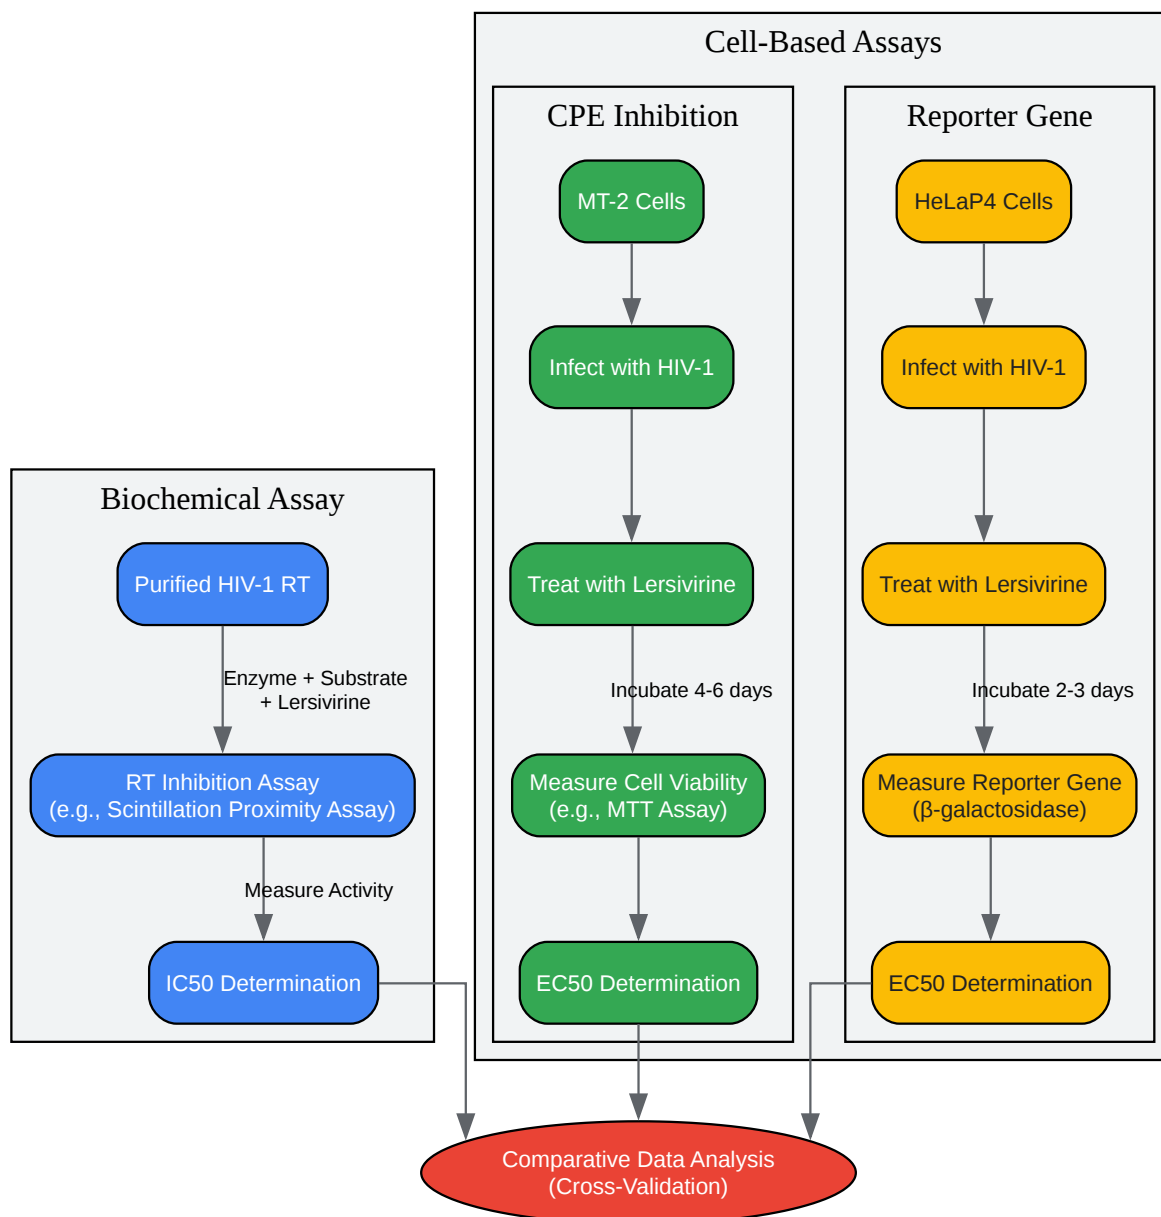 Cell-Based Assays
CPE Inhibition
MT-2 Cells
Infect with HIV-1
Treat with Lersivirine
Incubate 4-6 days
Measure Cell Viability
(e.g., MTT Assay)
EC50 Determination
Reporter Gene
HeLaP4 Cells
Infect with HIV-1
Treat with Lersivirine
Incubate 2-3 days
Measure Reporter Gene
(β-galactosidase)
EC50 Determination
Biochemical Assay
Purified HIV-1 RT
Enzyme + Substrate
+ Lersivirine
RT Inhibition Assay
(e.g., Scintillation Proximity Assay)
Measure Activity
IC50 Determination
Comparative Data Analysis
(Cross-Validation)